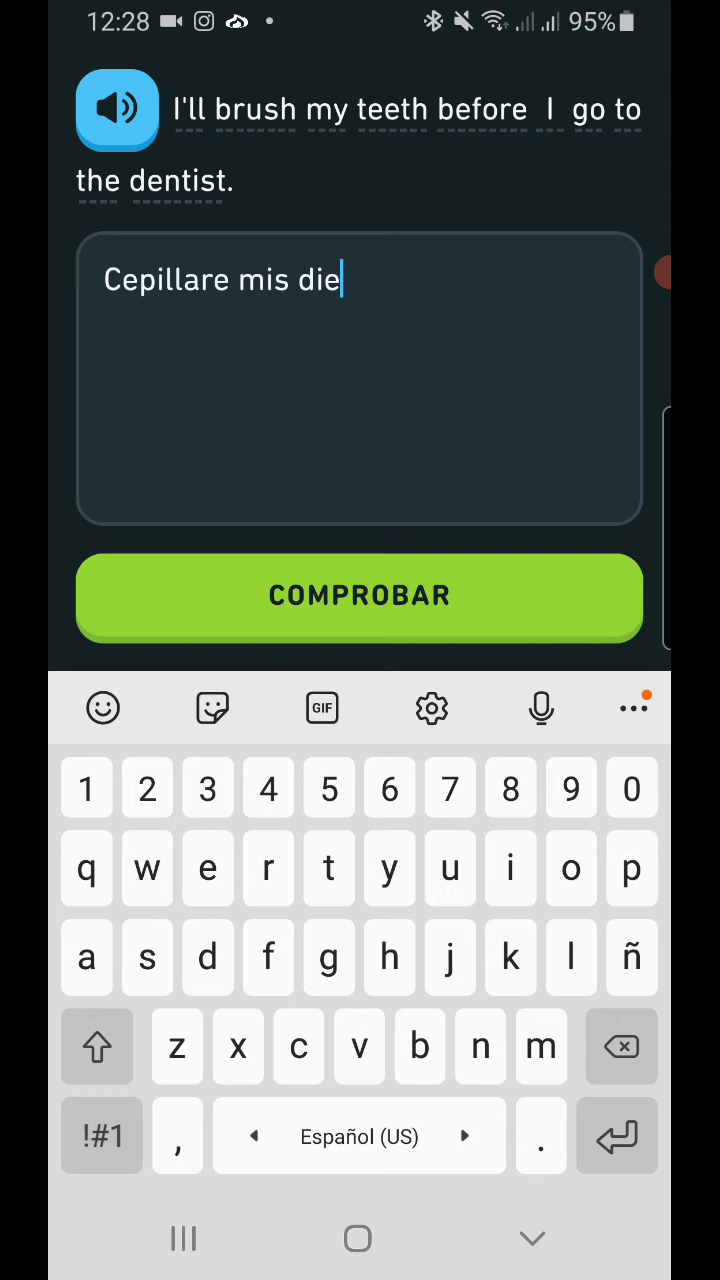 12:28 95%
I'll brush my teeth before I go to
the dentist.
Cepillare mis die
COMPROBAR
GIF
1 2 3 4 5 6 7 8 9 0
q w e r t y u i o p
a s d f g h j k l ñ
z x c v b n m
!#1 , Español (US) .